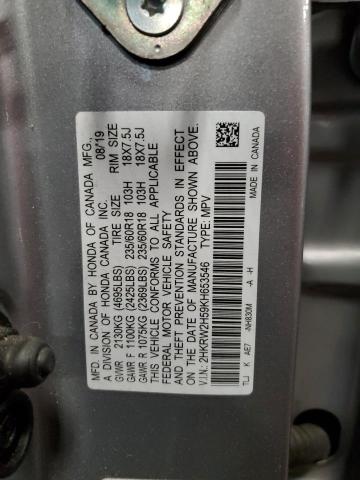 MFD. IN CANADA BY HONDA OF CANADA MFG.,
A DIVISION OF HONDA CANADA INC. 08/19
TIRE SIZE RIM SIZE
GVWR 2130KG (4695LBS)
GAWR F 1100KG (2425LBS) 235/60R18 103H 18X7.5J
GAWR R 1075KG (2369LBS) 235/60R18 103H 18X7.5J
THIS VEHICLE CONFORMS TO ALL APPLICABLE
FEDERAL MOTOR VEHICLE SAFETY
AND THEFT PREVENTION STANDARDS IN EFFECT
ON THE DATE OF MANUFACTURE SHOWN ABOVE.
V.I.N.: 2HKRW2H59KH653546 TYPE: MPV
TLJ K AE7 -NH830M -A -H MADE IN CANADA